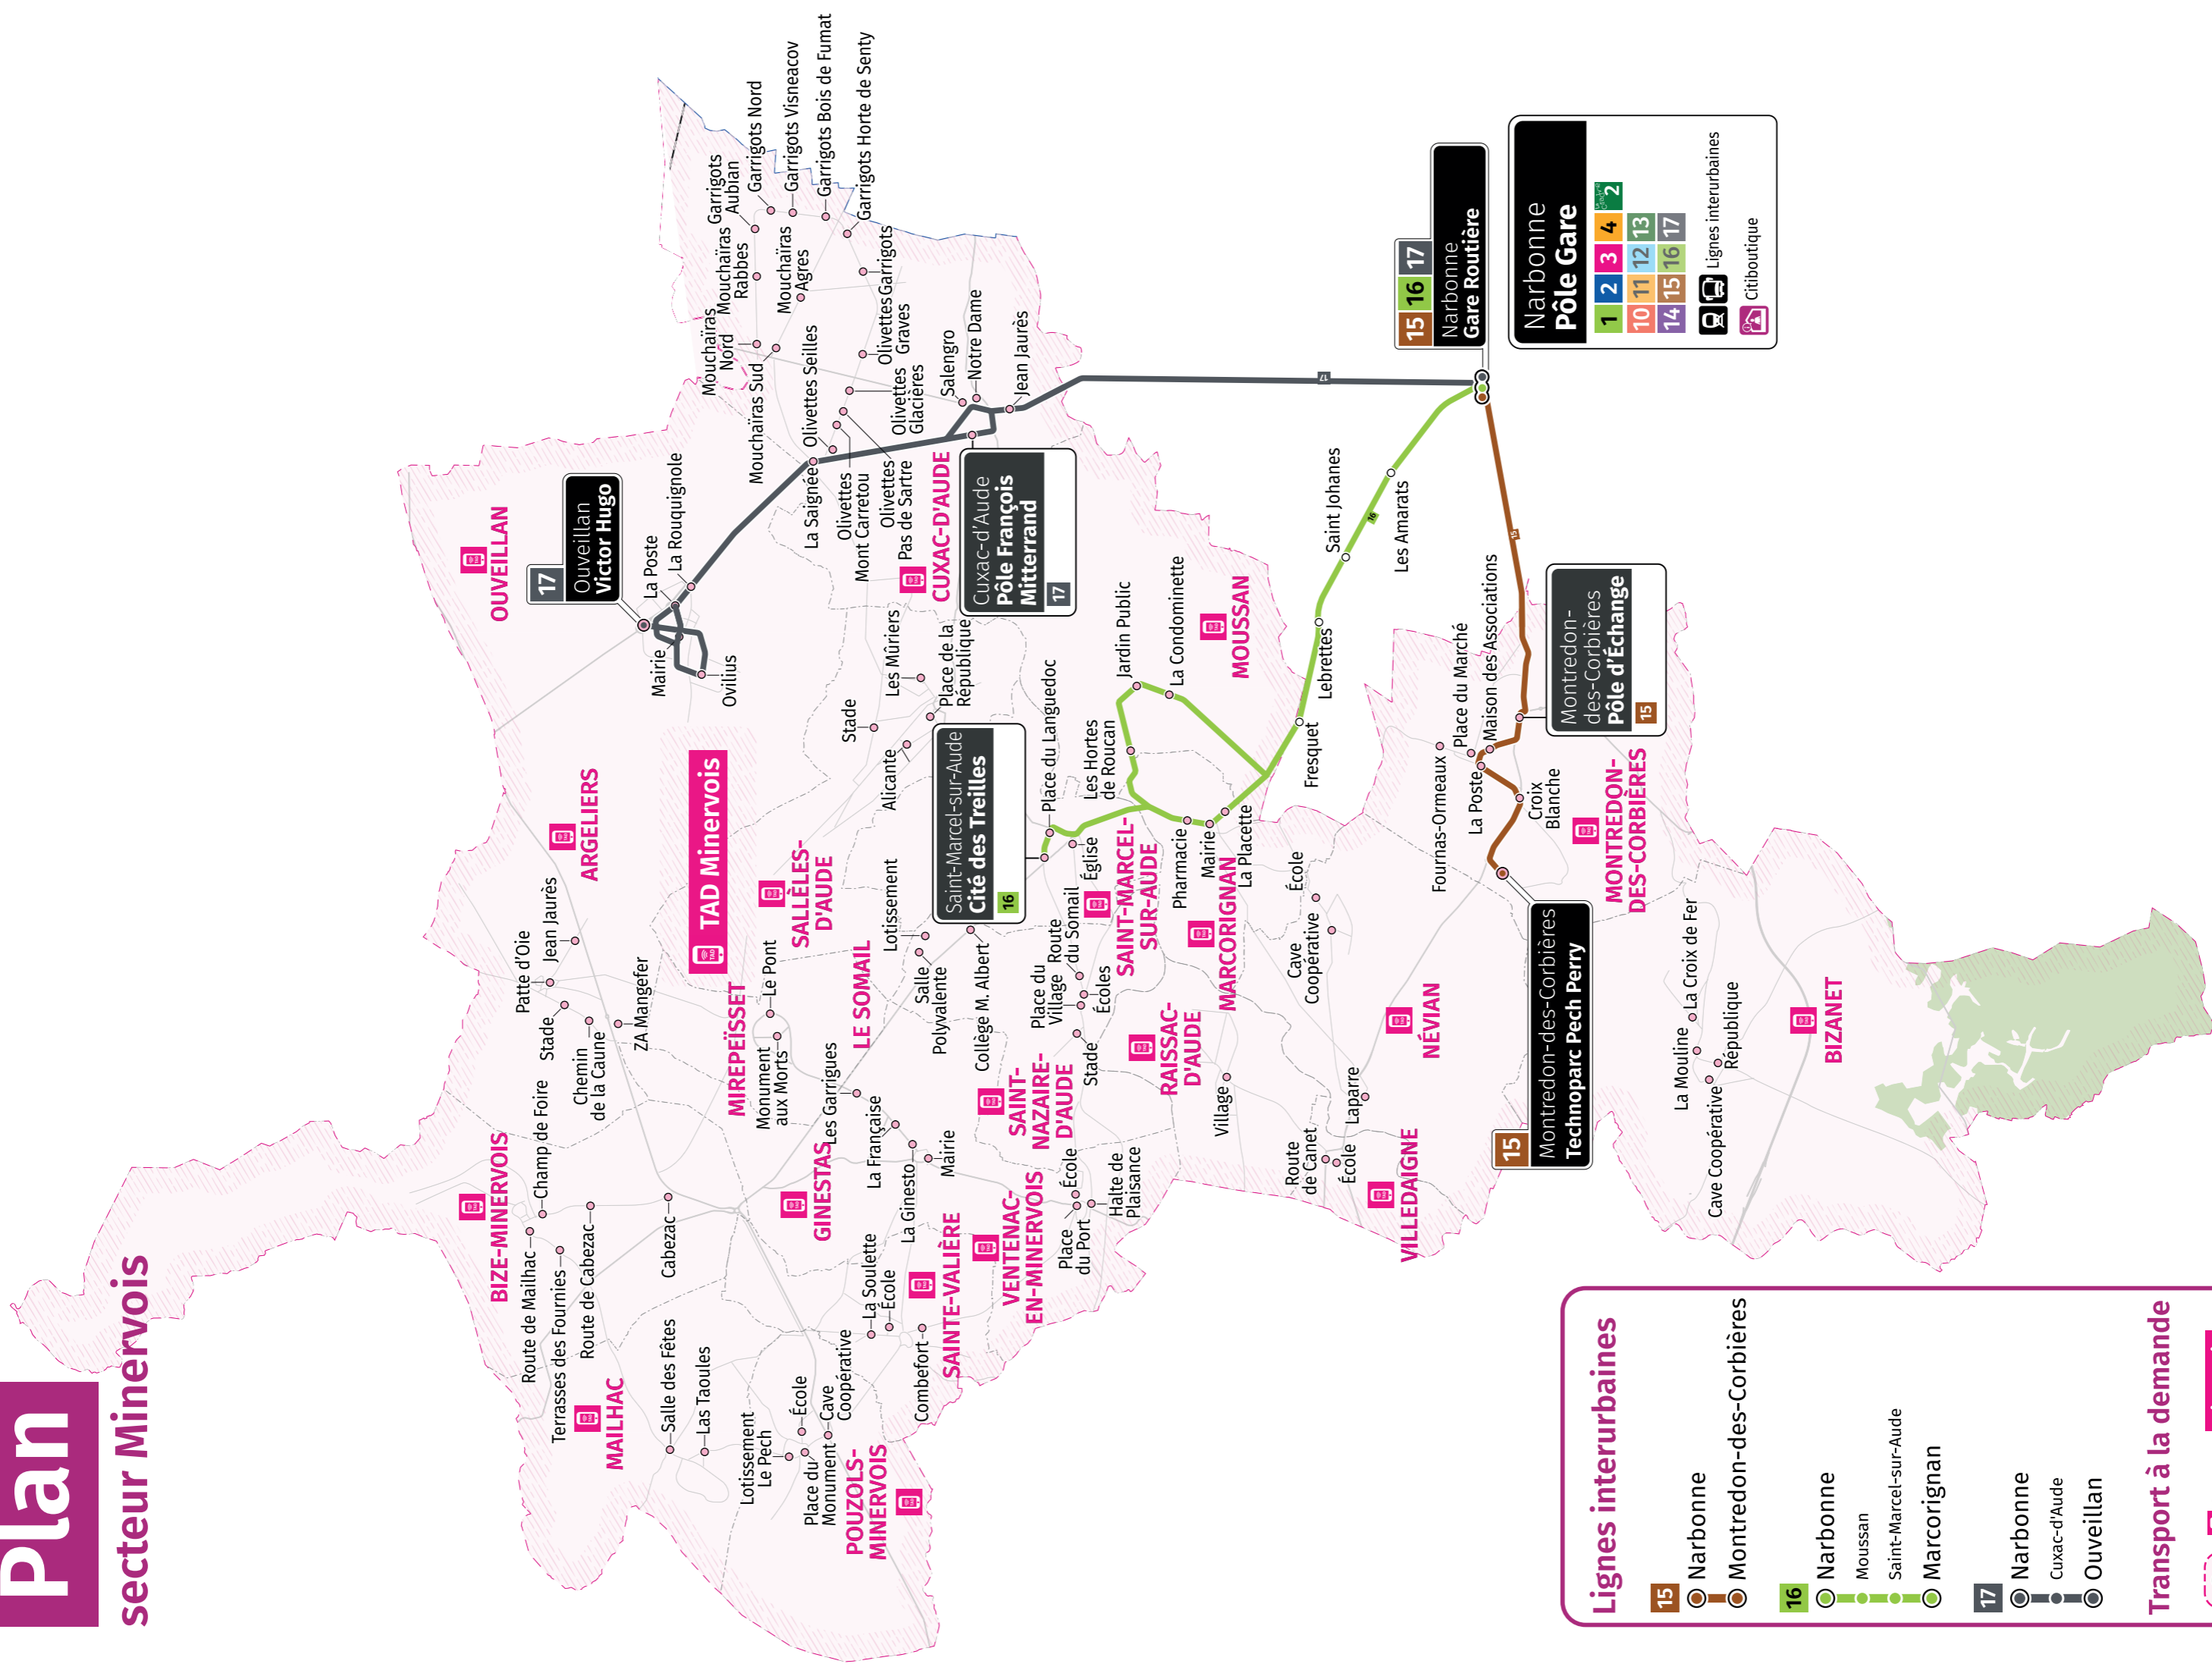 Plan
secteur Minervois
OUVEILLAN
17
Ouveillan
Victor Hugo
La Poste
La Rouquignole
Mairie
Ovilius
ARGELIERS
Patte d'Oie
Jean Jaurès
Stade
Chemin
de la Caune
ZA Mangefer
BIZE-MINERVOIS
Champ de Foire
Route de Mailhac
Terrasses des Fournies
Route de Cabezac
Cabezac
MAILHAC
Salle des Fêtes
Las Taoules
Lotissement
Le Pech
École
Place du
Monument
Cave
Coopérative
POUZOLS-
MINERVOIS
TAD Minervois
MIREPEÏSSET
Le Pont
Monument
aux Morts
SALLÈLES-
D'AUDE
Stade
Les Mûriers
Alicante
Place de la
République
LE SOMAIL
Lotissement
Salle
Polyvalente
Collège M. Albert
GINESTAS
Les Garrigues
La Française
La Ginesto
Mairie
SAINTE-VALIÈRE
La Soulette
École
Combefort
VENTENAC-
EN-MINERVOIS
École
Place
du Port
Halte de
Plaisance
SAINT-
NAZAIRE-
D'AUDE
Place du
Village
Route
du Somail
Écoles
Stade
Garrigots
Aubian
Garrigots Nord
Garrigots Visneacov
Garrigots Bois de Fumat
Garrigots Horte de Senty
Mouchaïras
Rabbes
Mouchaïras
Agres
Mouchaïras
Nord
Mouchaïras Sud
Garrigots
Olivettes
Olivettes
Graves
Olivettes Seilles
Olivettes
Glacières
La Saignée
Olivettes
Mont Carretou
Olivettes
Pas de Sartre
Salengro
Notre Dame
Jean Jaurès
CUXAC-D'AUDE
Cuxac-d'Aude
Pôle François
Mitterrand
17
Saint-Marcel-sur-Aude
Cité des Treilles
16
Place du Languedoc
Église
SAINT-MARCEL-
SUR-AUDE
Les Hortes
de Roucan
Jardin Public
La Condominette
MOUSSAN
Pharmacie
Mairie
La Placette
MARCORIGNAN
RAISSAC-
D'AUDE
Village
Fresquet
Lebrettes
Saint Johanes
Les Amarats
16
17
15
École
Cave
Coopérative
NÉVIAN
Laparre
Route
de Canet
École
VILLEDAIGNE
15 16 17
Narbonne
Gare Routière
Narbonne
Pôle Gare
1 2 3 4 2
10 11 12 13
14 15 16 17
Lignes interurbaines
Citiboutique
Fournas-Ormeaux
Place du Marché
La Poste
Maison des Associations
Croix
Blanche
Montredon-
des-Corbières
Pôle d'Échange
15
MONTREDON-
DES-CORBIÈRES
15
Montredon-des-Corbières
Technoparc Pech Perry
La Mouline
La Croix de Fer
République
Cave Coopérative
BIZANET
Lignes interurbaines
15
Narbonne
Montredon-des-Corbières
16
Narbonne
Moussan
Saint-Marcel-sur-Aude
Marcorignan
17
Narbonne
Cuxac-d'Aude
Ouveillan
Transport à la demande